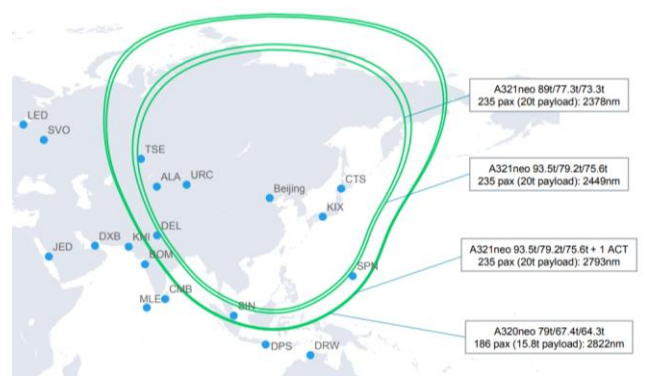 LED
SVO
TSE
ALA
URC
Beijing
CTS
KIX
JED
DXB
KHI
DEL
BOM
MLE
CMB
SPN
SIN
DPS
DRW
A321neo 89t/77.3t/73.3t
235 pax (20t payload): 2378nm
A321neo 93.5t/79.2t/75.6t
235 pax (20t payload): 2449nm
A321neo 93.5t/79.2t/75.6t + 1 ACT
235 pax (20t payload): 2793nm
A320neo 79t/67.4t/64.3t
186 pax (15.8t payload): 2822nm